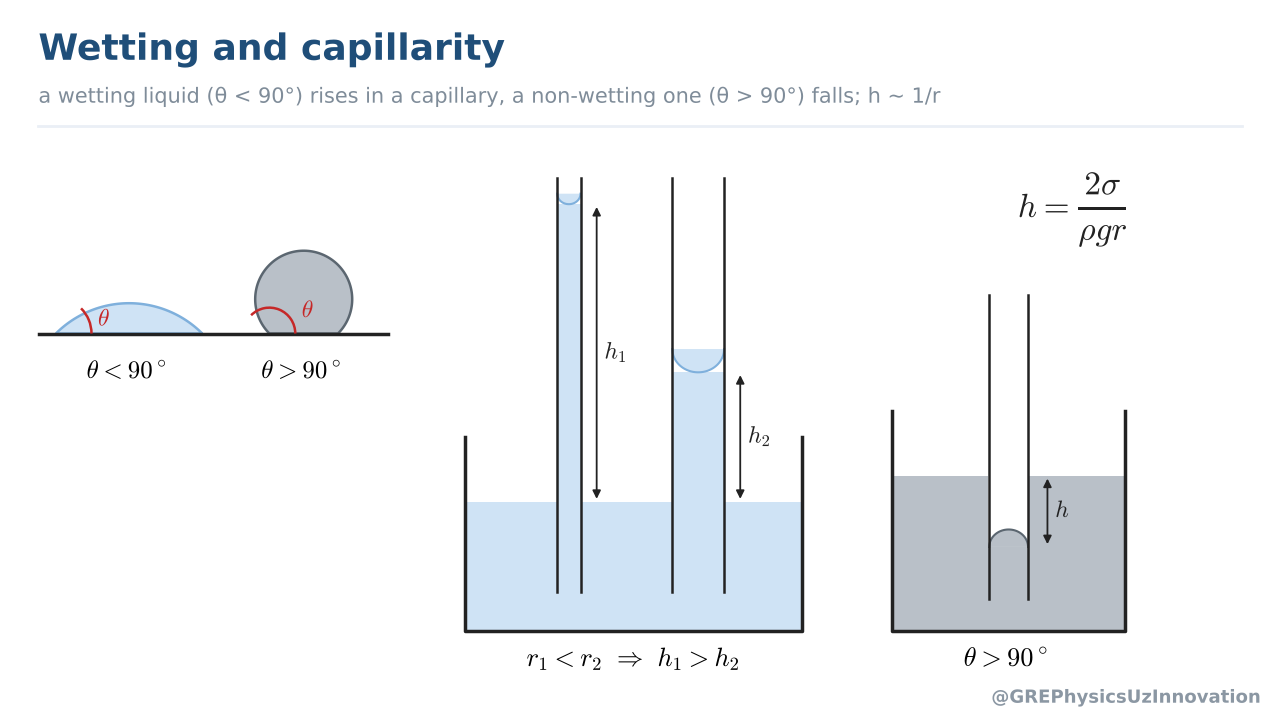 Wetting and capillarity
a wetting liquid (θ < 90°) rises in a capillary, a non-wetting one (θ > 90°) falls; h ~ 1/r
h = 2σ / ρgr
θ
θ
θ < 90°
θ > 90°
h₁
h₂
h
r₁ < r₂ ⇒ h₁ > h₂
θ > 90°
@GREPhysicsUzInnovation